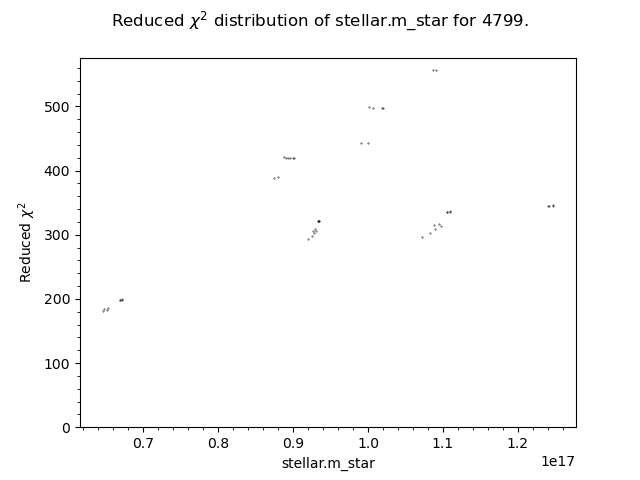 Reduced χ² distribution of stellar.m_star for 4799.
Reduced χ²
500
400
300
200
100
0
0.7 0.8 0.9 1.0 1.1 1.2
1e17
stellar.m_star